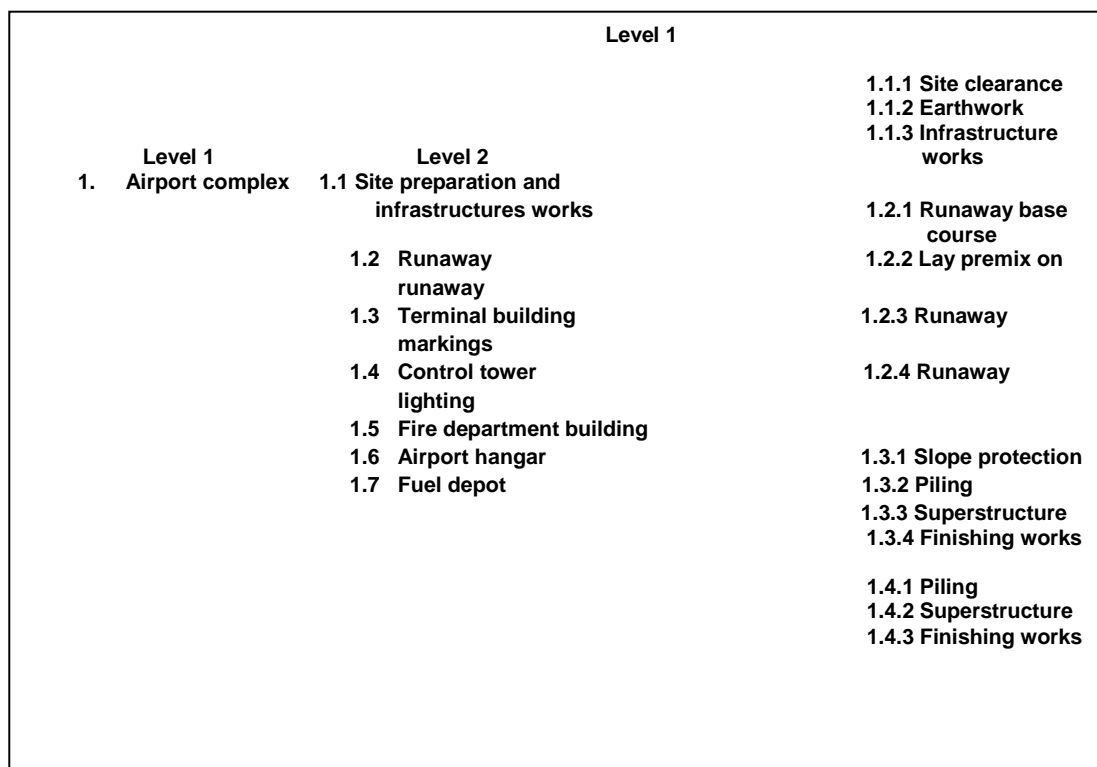 Level 1
1.1.1 Site clearance
1.1.2 Earthwork
1.1.3 Infrastructure
Level 1 Level 2 works
1. Airport complex 1.1 Site preparation and
infrastructures works 1.2.1 Runaway base
course
1.2 Runaway 1.2.2 Lay premix on
runaway
1.3 Terminal building 1.2.3 Runaway
markings
1.4 Control tower 1.2.4 Runaway
lighting
1.5 Fire department building
1.6 Airport hangar 1.3.1 Slope protection
1.7 Fuel depot 1.3.2 Piling
1.3.3 Superstructure
1.3.4 Finishing works
1.4.1 Piling
1.4.2 Superstructure
1.4.3 Finishing works